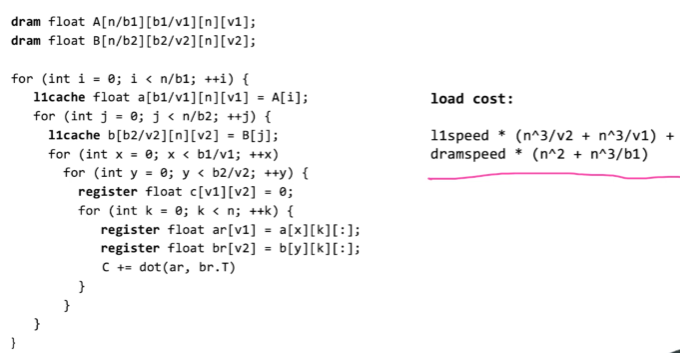 dram float A[n/b1][b1/v1][n][v1];
dram float B[n/b2][b2/v2][n][v2];
for (int i = 0; i < n/b1; ++i) {
l1cache float a[b1/v1][n][v1] = A[i];
for (int j = 0; j < n/b2; ++j) {
l1cache b[b2/v2][n][v2] = B[j];
for (int x = 0; x < b1/v1; ++x)
for (int y = 0; y < b2/v2; ++y) {
register float c[v1][v2] = 0;
for (int k = 0; k < n; ++k) {
register float ar[v1] = a[x][k][:];
register float br[v2] = b[y][k][:];
C += dot(ar, br.T)
}
}
}
}
load cost:
l1speed * (n^3/v2 + n^3/v1) +
dramspeed * (n^2 + n^3/b1)